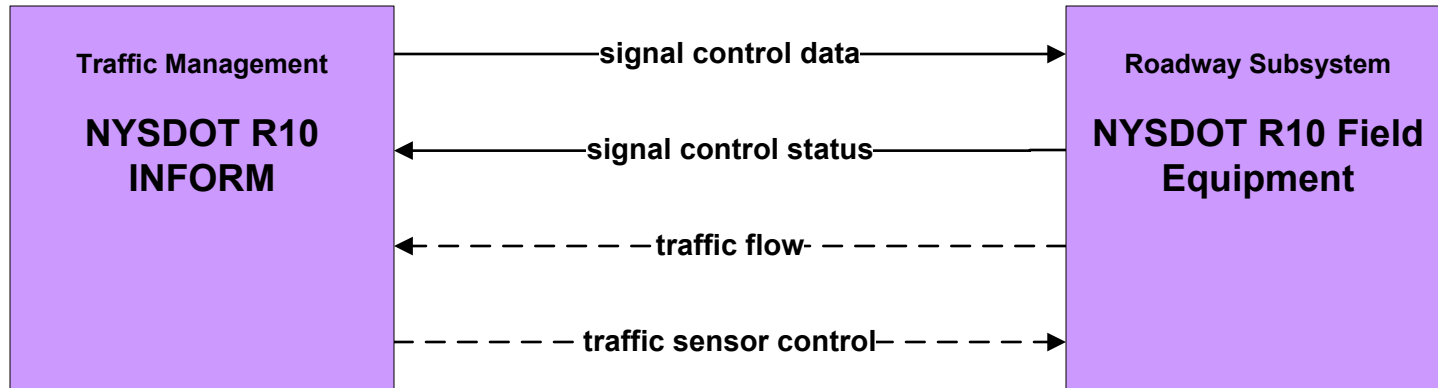 Traffic Management
NYSDOT R10
INFORM
signal control data
signal control status
traffic flow
traffic sensor control
Roadway Subsystem
NYSDOT R10 Field
Equipment